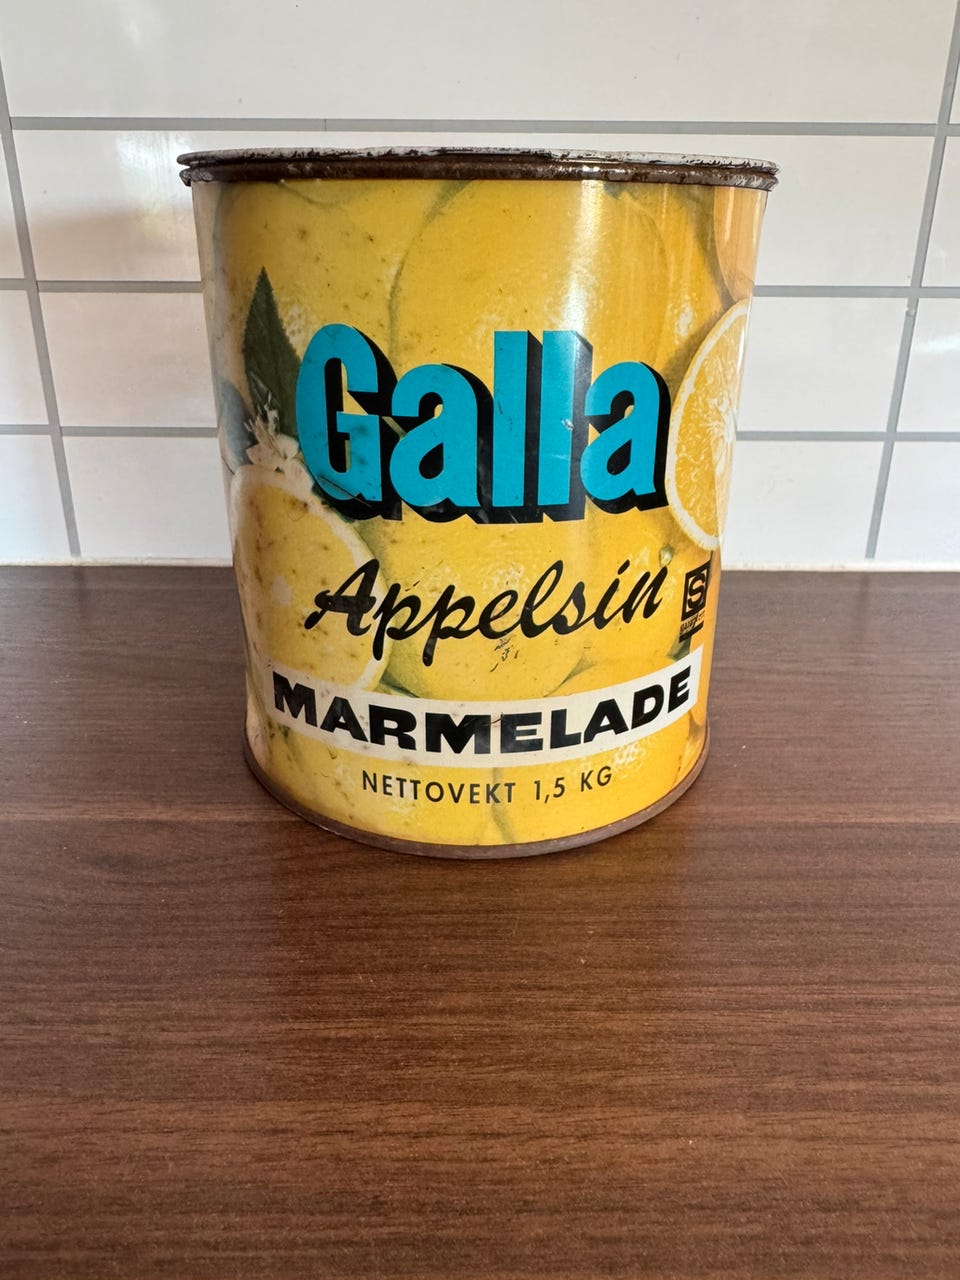 Galla
Appelsin
S
MARMELADE
NETTOVEKT 1,5 KG